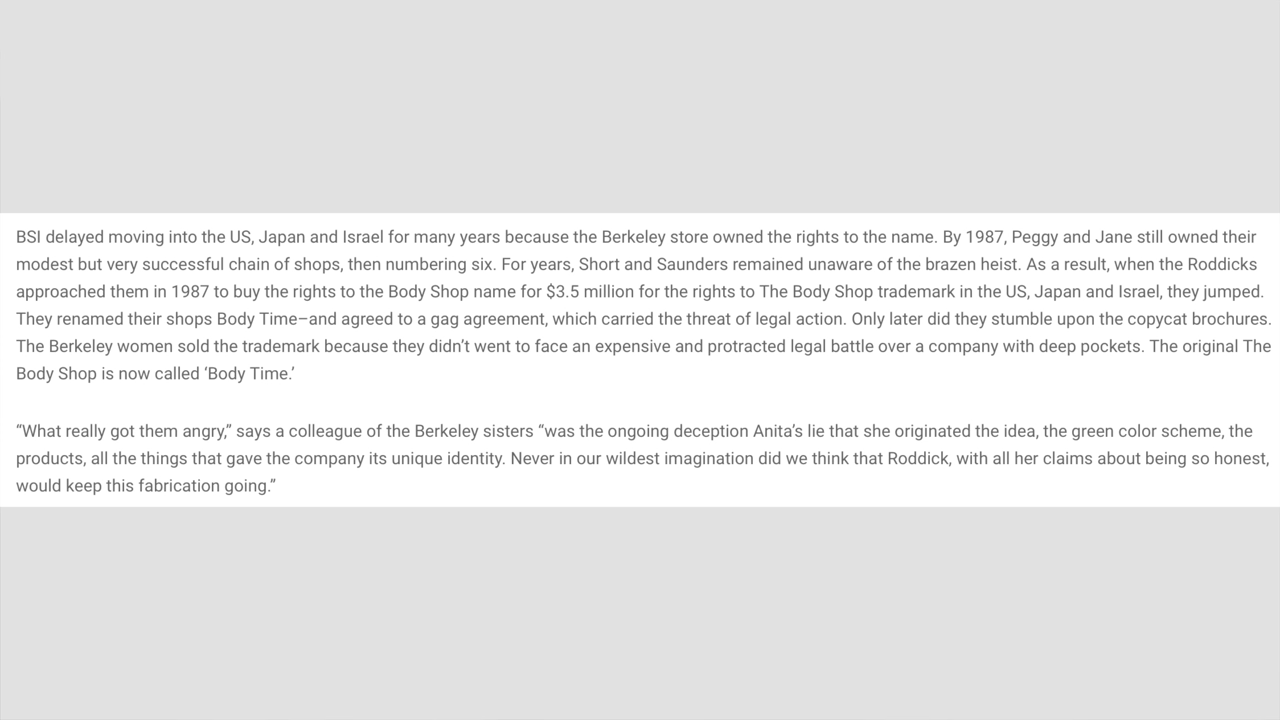 BSI delayed moving into the US, Japan and Israel for many years because the Berkeley store owned the rights to the name. By 1987, Peggy and Jane still owned their
modest but very successful chain of shops, then numbering six. For years, Short and Saunders remained unaware of the brazen heist. As a result, when the Roddicks
approached them in 1987 to buy the rights to the Body Shop name for $3.5 million for the rights to The Body Shop trademark in the US, Japan and Israel, they jumped.
They renamed their shops Body Time–and agreed to a gag agreement, which carried the threat of legal action. Only later did they stumble upon the copycat brochures.
The Berkeley women sold the trademark because they didn’t went to face an expensive and protracted legal battle over a company with deep pockets. The original The
Body Shop is now called ‘Body Time.’
“What really got them angry,” says a colleague of the Berkeley sisters “was the ongoing deception Anita’s lie that she originated the idea, the green color scheme, the
products, all the things that gave the company its unique identity. Never in our wildest imagination did we think that Roddick, with all her claims about being so honest,
would keep this fabrication going.”